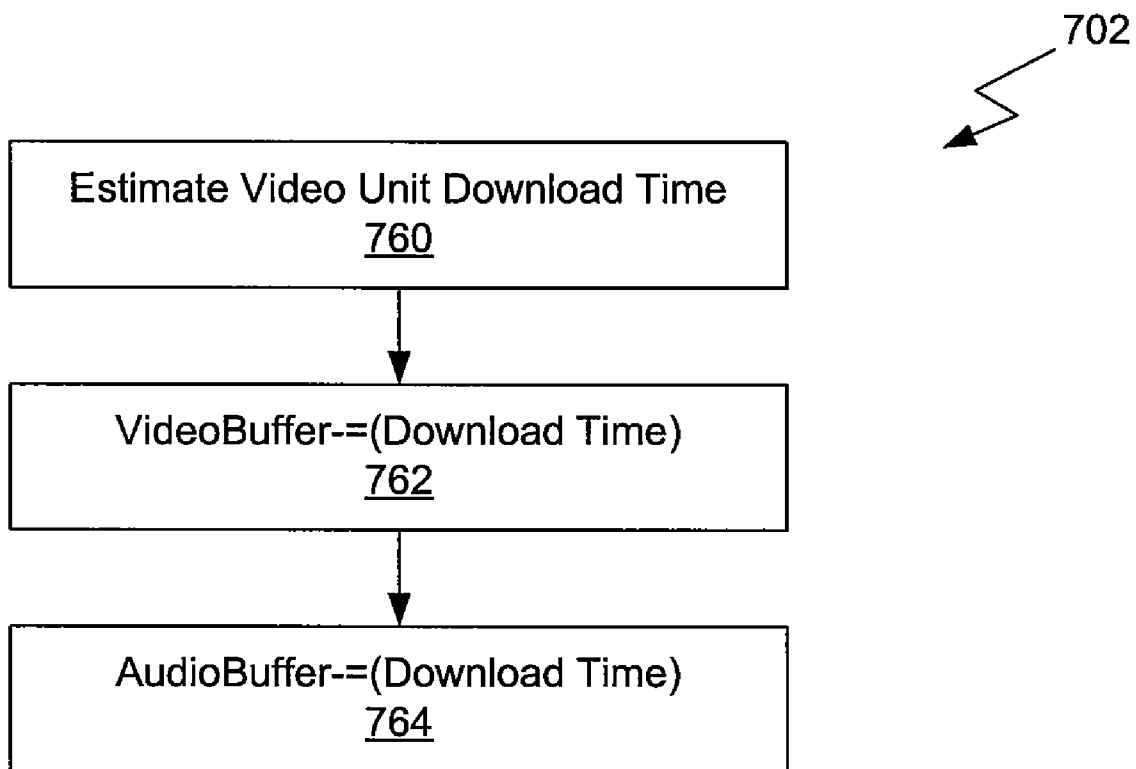 702
Estimate Video Unit Download Time
760
VideoBuffer-=(Download Time)
762
AudioBuffer-=(Download Time)
764